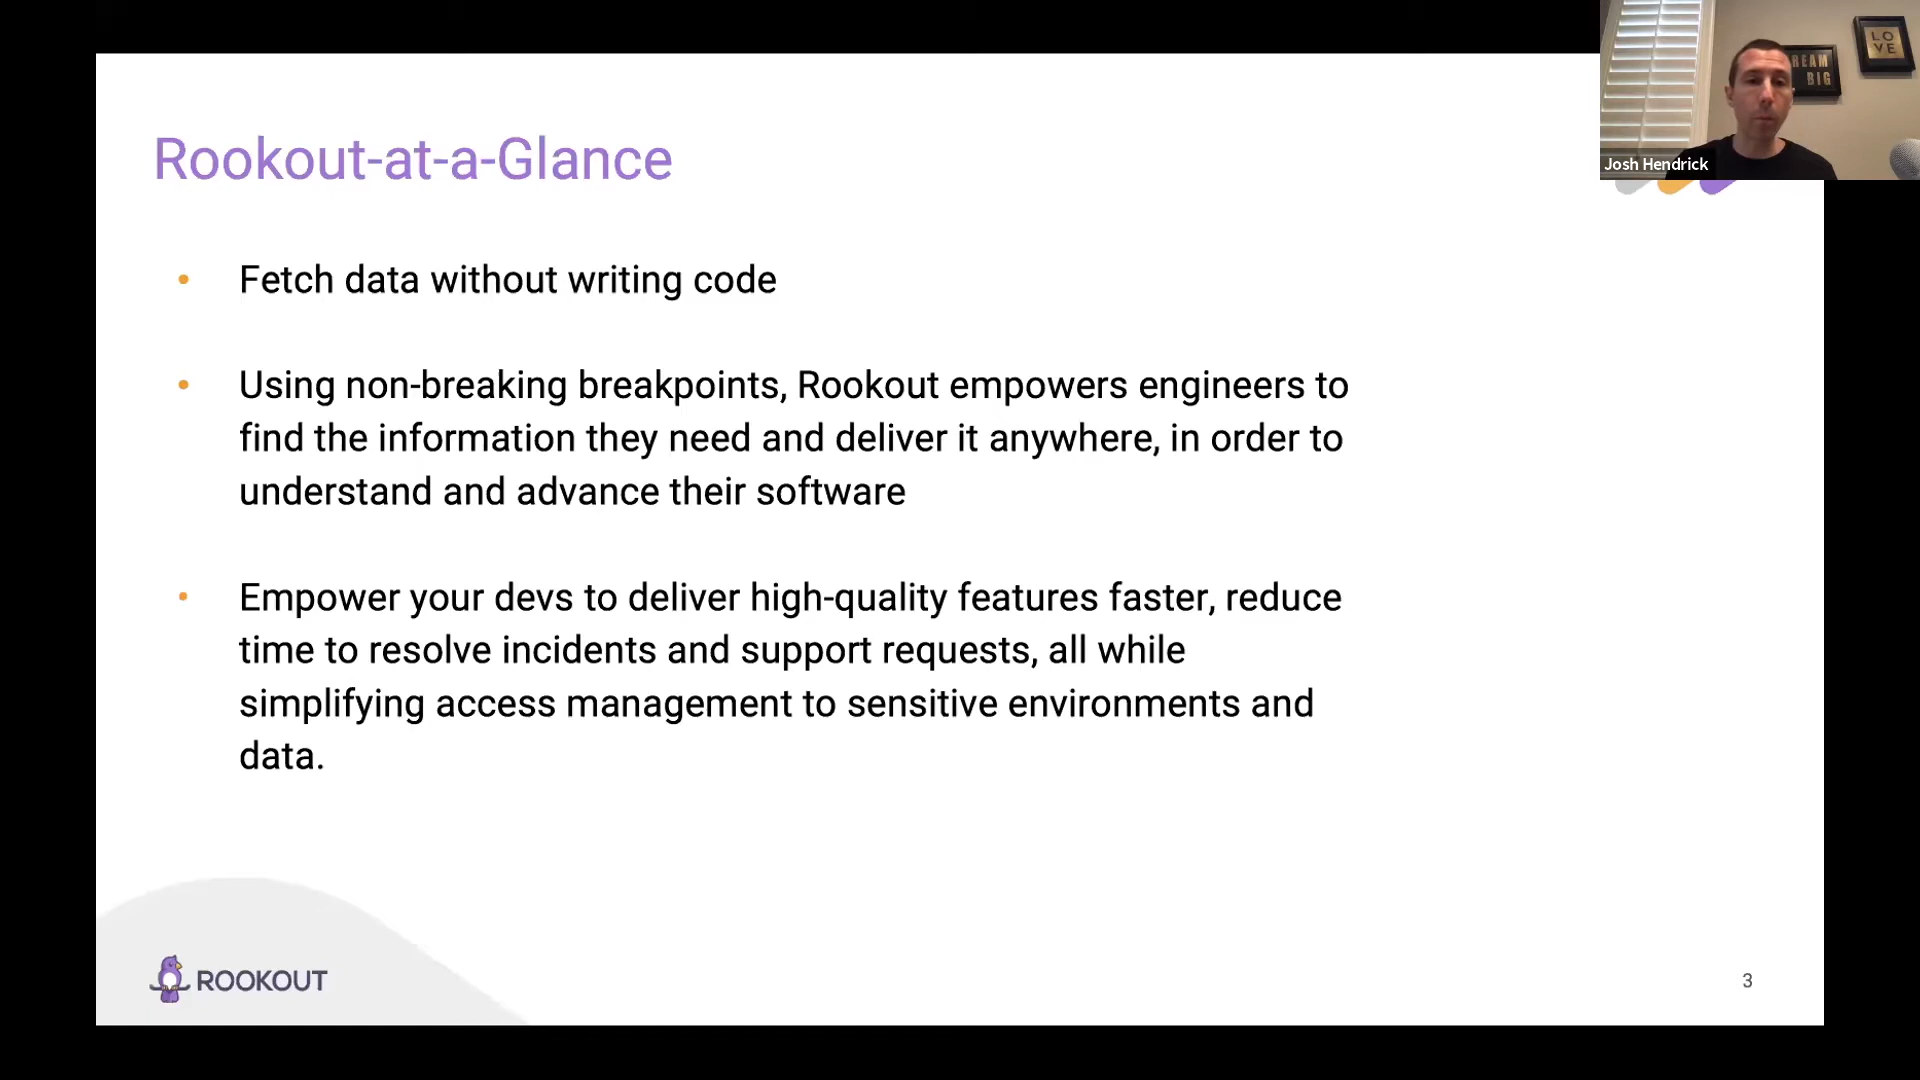 LO
VE
REAM
BIG
Josh Hendrick
Rookout-at-a-Glance
• Fetch data without writing code
• Using non-breaking breakpoints, Rookout empowers engineers to
find the information they need and deliver it anywhere, in order to
understand and advance their software
• Empower your devs to deliver high-quality features faster, reduce
time to resolve incidents and support requests, all while
simplifying access management to sensitive environments and
data.
ROOKOUT
3